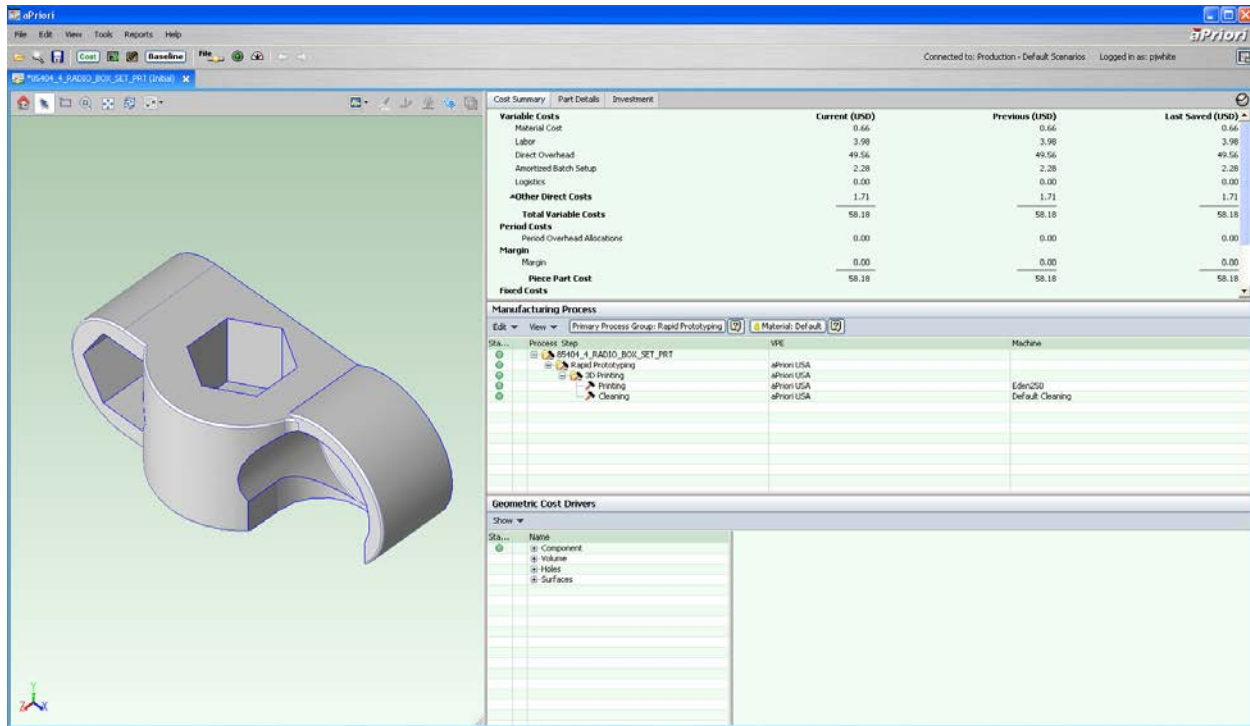 aPriori
File Edit View Tools Reports Help
aPriori
Cost Baseline File
Connected to: Production - Default Scenarios Logged in as: pjwhite
*85404_4_RADIO_BOX_SET_PRT (Initial)
Cost Summary Part Details Investment
Variable Costs Current (USD) Previous (USD) Last Saved (USD)
Material Cost 0.66 0.66 0.66
Labor 3.98 3.98 3.98
Direct Overhead 49.56 49.56 49.56
Amortized Batch Setup 2.28 2.28 2.28
Logistics 0.00 0.00 0.00
Other Direct Costs 1.71 1.71 1.71
Total Variable Costs 58.18 58.18 58.18
Period Costs
Period Overhead Allocations 0.00 0.00 0.00
Margin
Margin 0.00 0.00 0.00
Piece Part Cost 58.18 58.18 58.18
Fixed Costs
Manufacturing Process
Edit View Primary Process Group: Rapid Prototyping Material: Default
Sta... Process Step VPE Machine
85404_4_RADIO_BOX_SET_PRT
Rapid Prototyping aPriori USA
3D Printing aPriori USA
Printing aPriori USA Eden250
Cleaning aPriori USA Default Cleaning
Geometric Cost Drivers
Show
Sta... Name
Component
Volume
Holes
Surfaces
Y
Z X